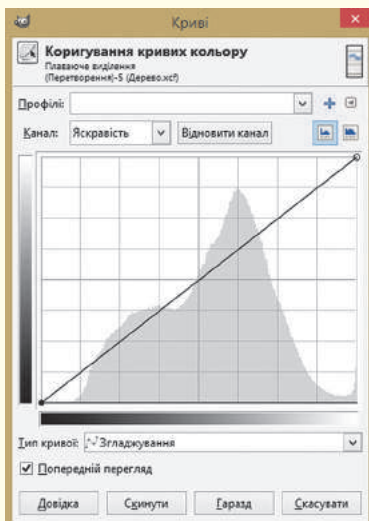 Криві
Коригування кривих кольору
Плаваюче виділення
(Перетворення)-5 (Дерево.xcf)
Профілі:
Канал: Яскравість Відновити канал
Тип кривої: Згладжування
Попередній перегляд
Довідка Скинути Гаразд Скасувати